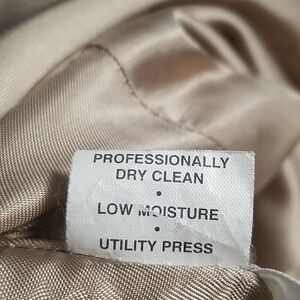 PROFESSIONALLY
DRY CLEAN
•
LOW MOISTURE
•
UTILITY PRESS